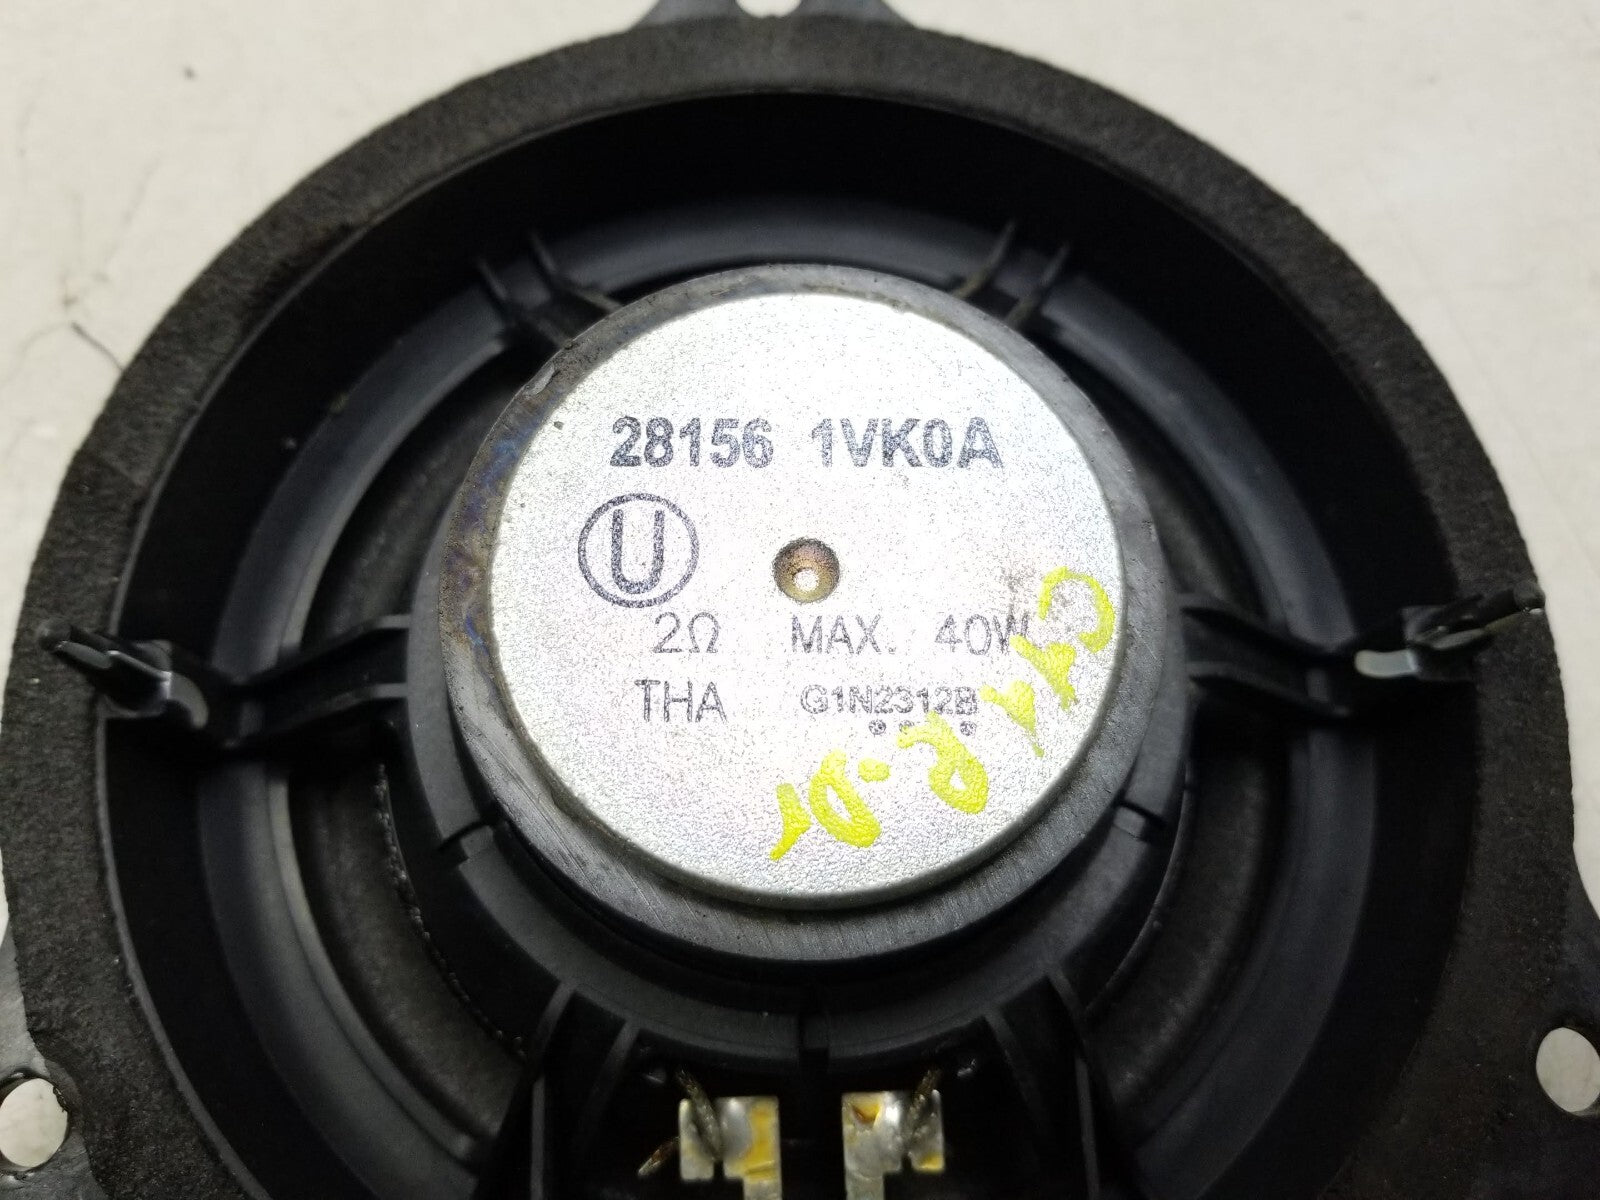 28156 1VK0A
U
2Ω MAX. 40W
THA G1N2312B